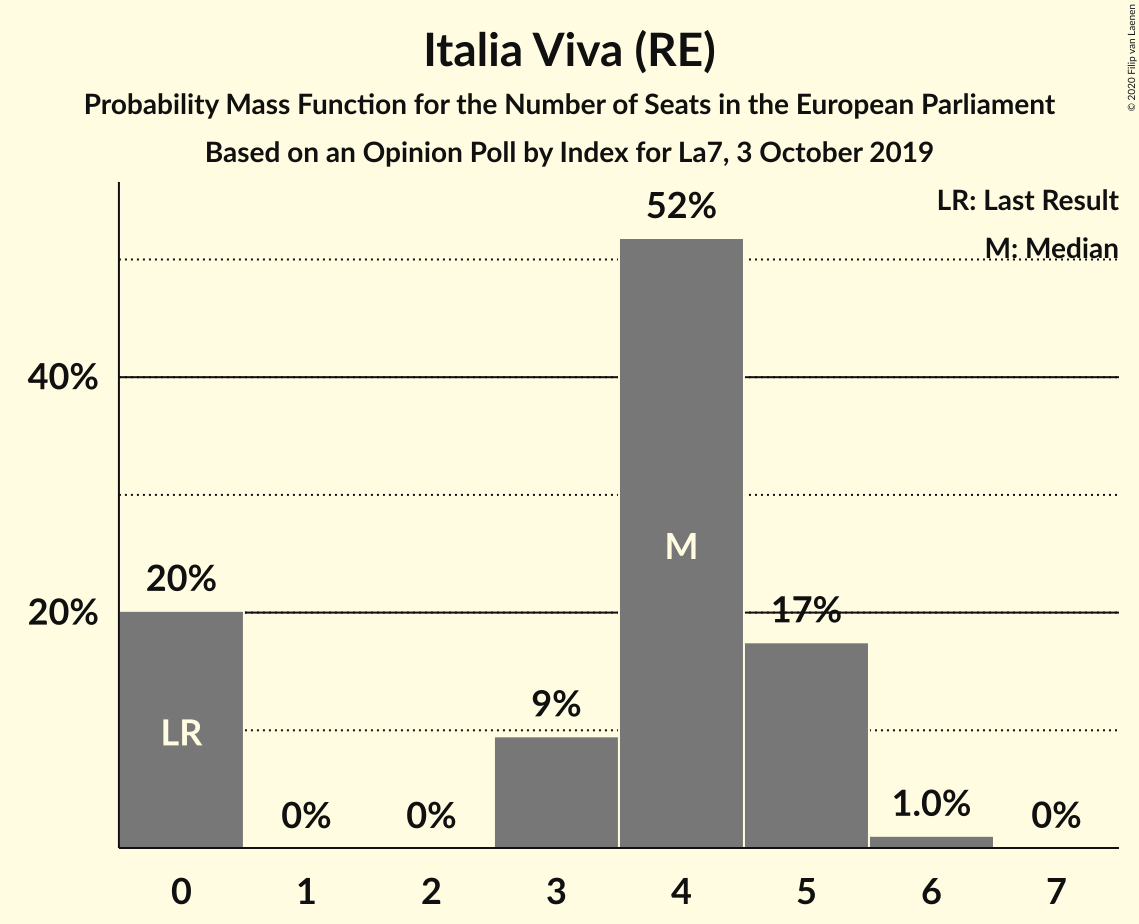 Italia Viva (RE)
Probability Mass Function for the Number of Seats in the European Parliament
Based on an Opinion Poll by Index for La7, 3 October 2019
© 2020 Filip van Laenen
LR: Last Result
M: Median
52%
40%
M
20%
20%
17%
LR
9%
0%
0%
1.0%
0%
0 1 2 3 4 5 6 7